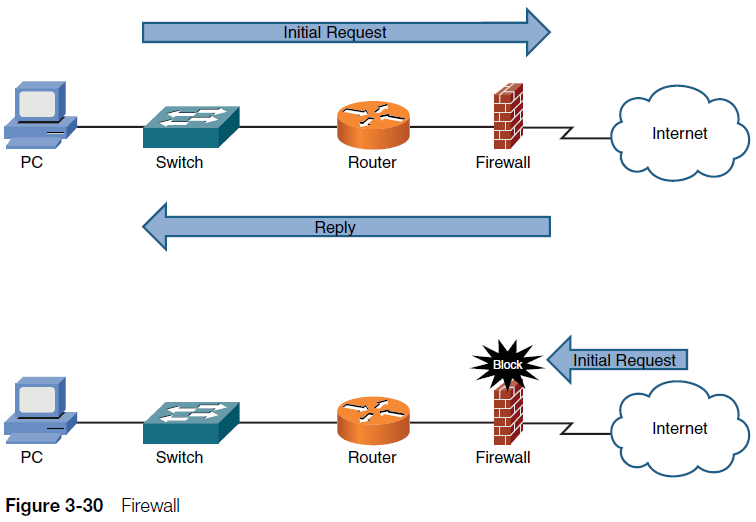 Initial Request
Internet
PC
Switch
Router
Firewall
Reply
Block
Initial Request
Internet
PC
Switch
Router
Firewall
Figure 3-30 Firewall